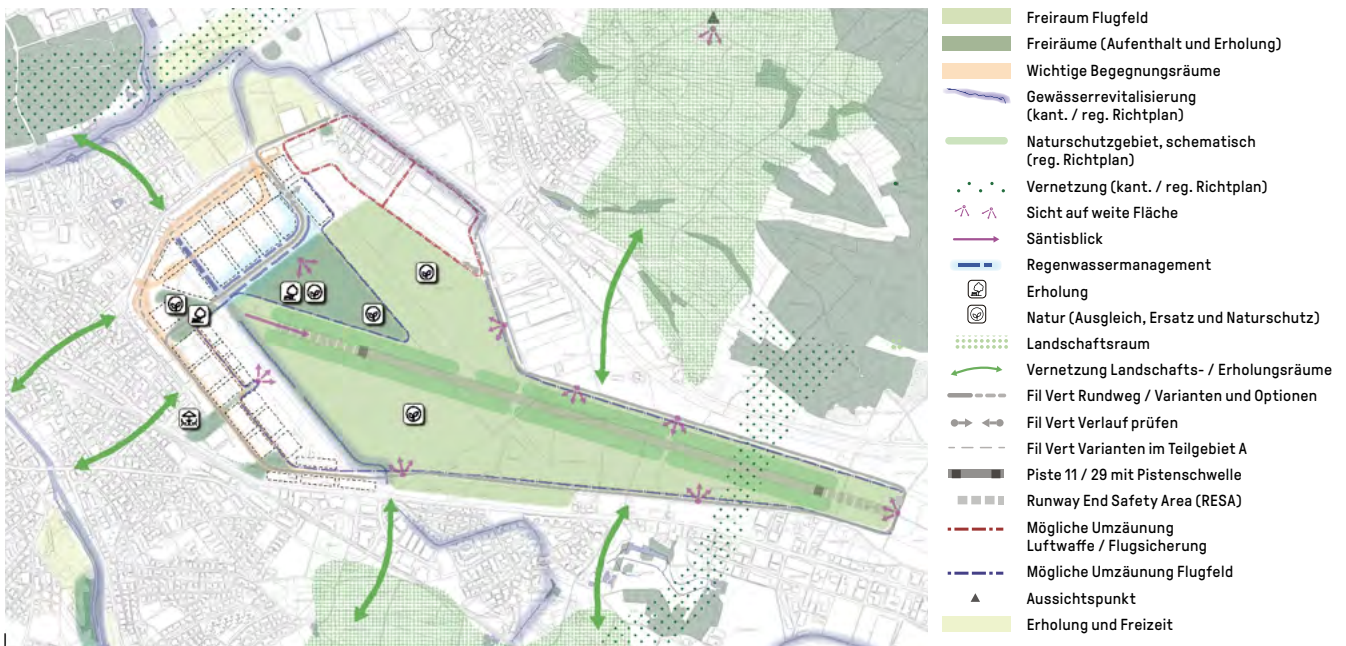 Freiraum Flugfeld
Freiräume (Aufenthalt und Erholung)
Wichtige Begegnungsräume
Gewässerrevitalisierung
(kant. / reg. Richtplan)
Naturschutzgebiet, schematisch
(reg. Richtplan)
Vernetzung (kant. / reg. Richtplan)
Sicht auf weite Fläche
Säntisblick
Regenwassermanagement
Erholung
Natur (Ausgleich, Ersatz und Naturschutz)
Landschaftsraum
Vernetzung Landschafts- / Erholungsräume
Fil Vert Rundweg / Varianten und Optionen
Fil Vert Verlauf prüfen
Fil Vert Varianten im Teilgebiet A
Piste 11 / 29 mit Pistenschwelle
Runway End Safety Area (RESA)
Mögliche Umzäunung
Luftwaffe / Flugsicherung
Mögliche Umzäunung Flugfeld
Aussichtspunkt
Erholung und Freizeit